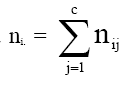 . n_{i.} = \sum_{j=1}^{c} n_{ij}